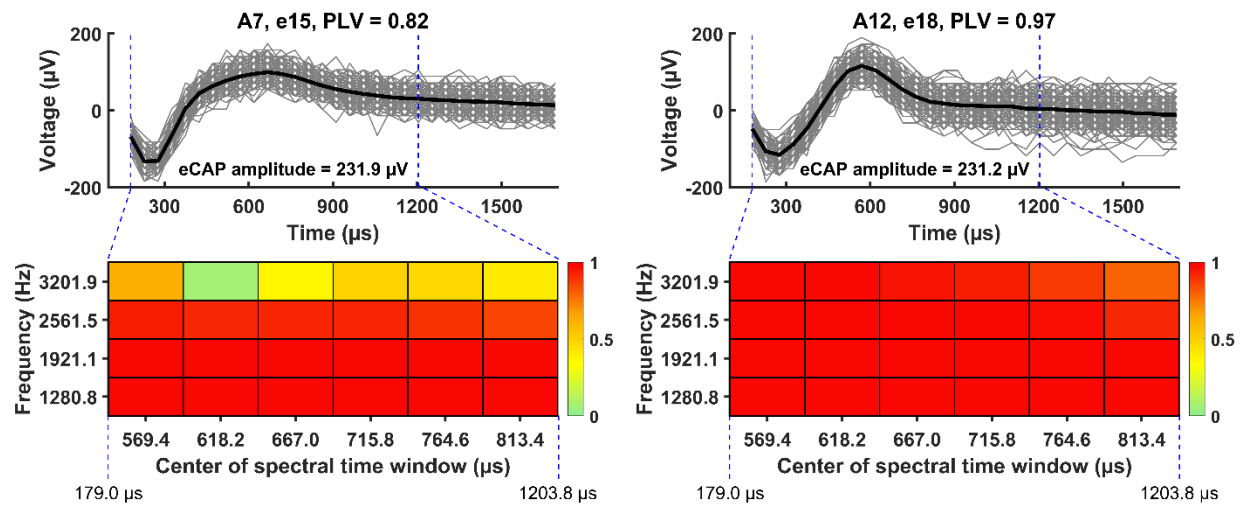 A7, e15, PLV = 0.82
200
0
-200
Voltage (µV)
eCAP amplitude = 231.9 µV
300 600 900 1200 1500
Time (µs)
3201.9
2561.5
1921.1
1280.8
Frequency (Hz)
1
0.5
0
569.4 618.2 667.0 715.8 764.6 813.4
Center of spectral time window (µs)
179.0 µs 1203.8 µs
A12, e18, PLV = 0.97
200
0
-200
Voltage (µV)
eCAP amplitude = 231.2 µV
300 600 900 1200 1500
Time (µs)
3201.9
2561.5
1921.1
1280.8
Frequency (Hz)
1
0.5
0
569.4 618.2 667.0 715.8 764.6 813.4
Center of spectral time window (µs)
179.0 µs 1203.8 µs